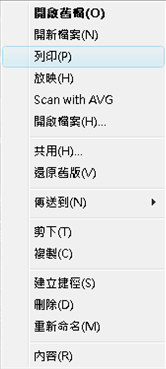 開啟舊檔(O)
開新檔案(N)
列印(P)
放映(H)
Scan with AVG
開啟檔案(H)...
共用(H)...
還原舊版(V)
傳送到(N)
剪下(T)
複製(C)
建立捷徑(S)
刪除(D)
重新命名(M)
內容(R)